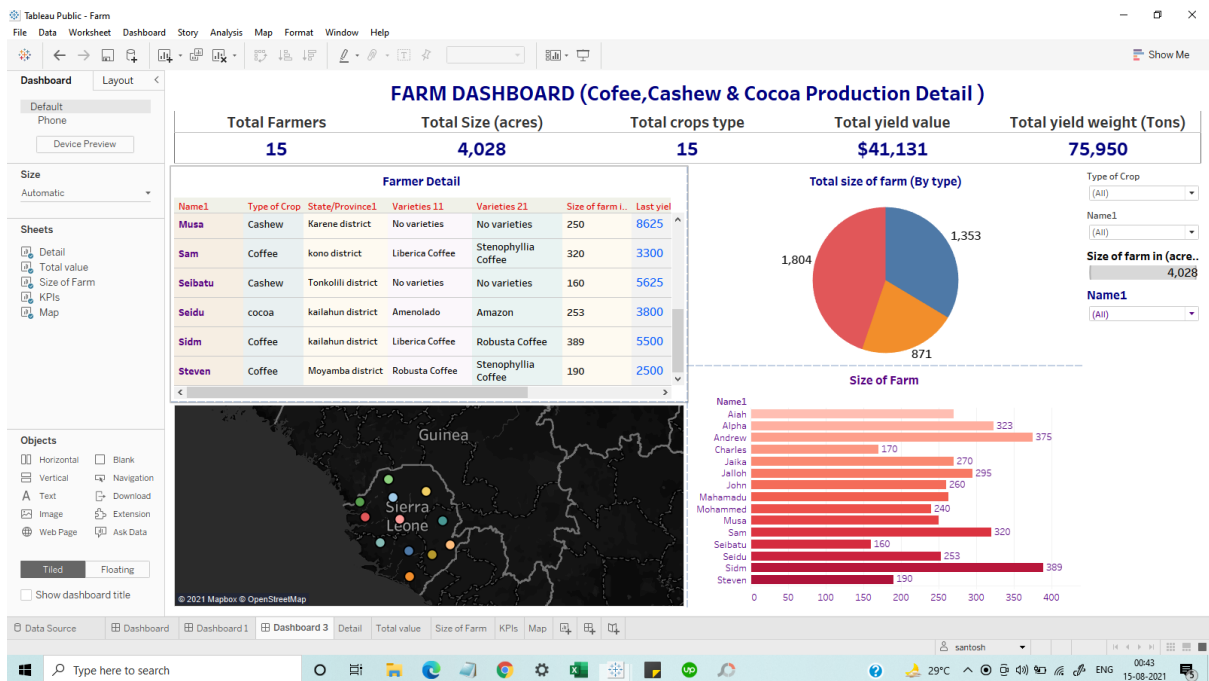 Tableau Public - Farm
File Data Worksheet Dashboard Story Analysis Map Format Window Help
Show Me
Dashboard Layout
Default
Phone
Device Preview
Size
Automatic
Sheets
Detail
Total value
Size of Farm
KPIs
Map
Objects
Horizontal Blank
Vertical Navigation
A Text Download
Image Extension
Web Page Ask Data
Tiled Floating
Show dashboard title
FARM DASHBOARD (Cofee,Cashew & Cocoa Production Detail )
Total Farmers Total Size (acres) Total crops type Total yield value Total yield weight (Tons)
15 4,028 15 $41,131 75,950
Farmer Detail
Name1 Type of Crop State/Province1 Varieties 11 Varieties 21 Size of farm i.. Last yiel
Musa Cashew Karene district No varieties No varieties 250 8625
Sam Coffee kono district Liberica Coffee Stenophyllia Coffee 320 3300
Seibatu Cashew Tonkolili district No varieties No varieties 160 5625
Seidu cocoa kailahun district Amenolado Amazon 253 3800
Sidm Coffee kailahun district Liberica Coffee Robusta Coffee 389 5500
Steven Coffee Moyamba district Robusta Coffee Stenophyllia Coffee 190 2500
Total size of farm (By type)
1,353
1,804
871
Type of Crop
(All)
Name1
(All)
Size of farm in (acre..
4,028
Name1
(All)
Guinea
Sierra
Leone
© 2021 Mapbox © OpenStreetMap
Size of Farm
Name1
Aiah
Alpha 323
Andrew 375
Charles 170
Jaika 270
Jalloh 295
John 260
Mahamadu
Mohammed 240
Musa
Sam 320
Seibatu 160
Seidu 253
Sidm 389
Steven 190
0 50 100 150 200 250 300 350 400
Data Source Dashboard Dashboard 1 Dashboard 3 Detail Total value Size of Farm KPIs Map
santosh
Type here to search
up
29°C ENG 00:43
15-08-2021
5